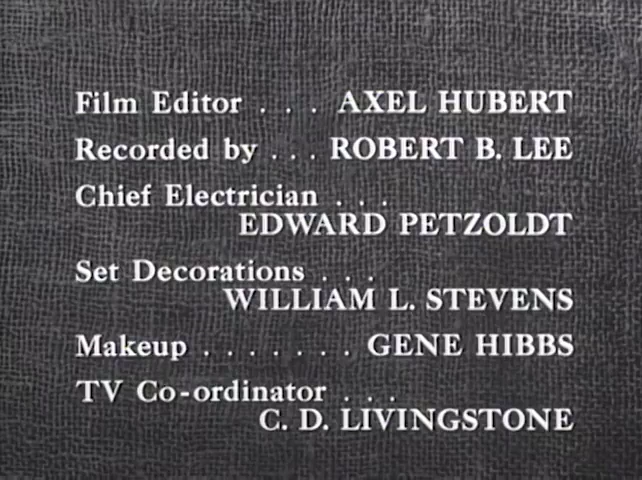 Film Editor . . . AXEL HUBERT
Recorded by . . . ROBERT B. LEE
Chief Electrician . . .
EDWARD PETZOLDT
Set Decorations . . .
WILLIAM L. STEVENS
Makeup . . . . . . . GENE HIBBS
TV Co-ordinator . . .
C. D. LIVINGSTONE